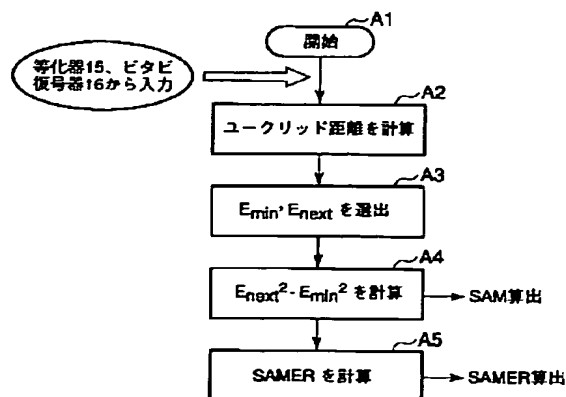 A1
開始
等化器15、ビタビ
復号器16から入力
A2
ユークリッド距離を計算
A3
Emin, Enext を選出
A4
Enext² - Emin² を計算
SAM算出
A5
SAMER を計算
SAMER算出